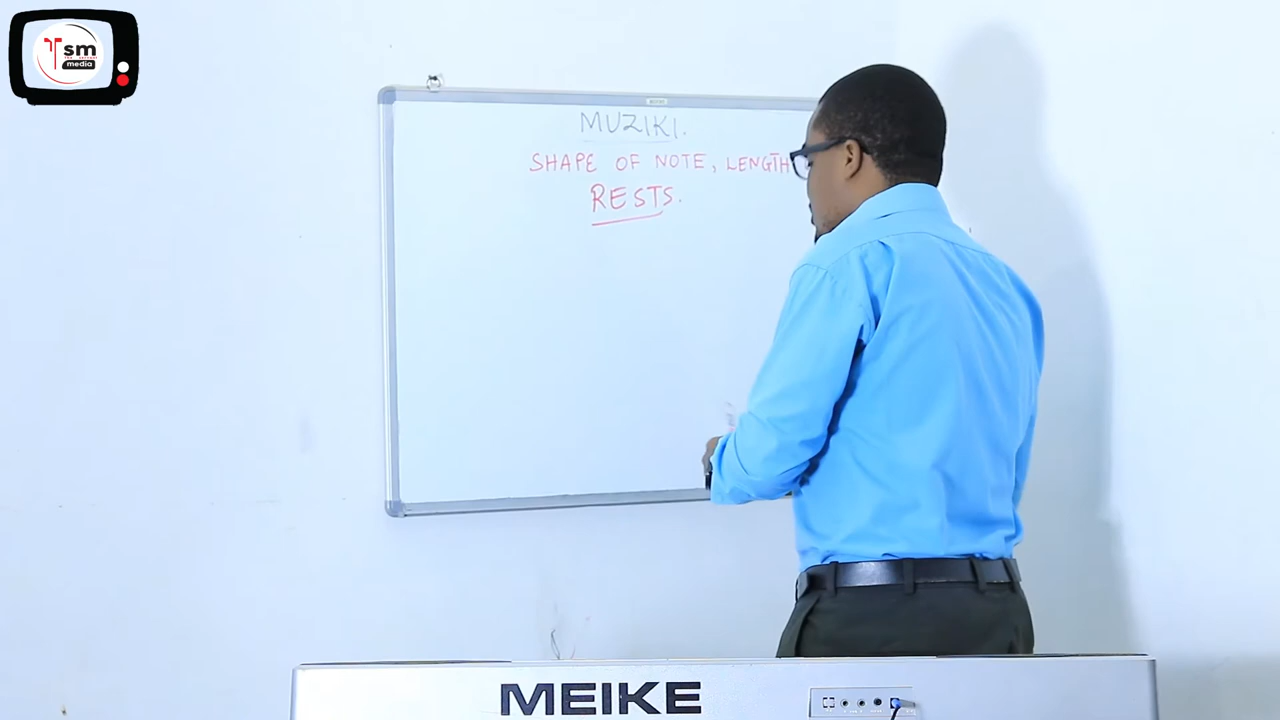 Tsm
media
MUZIKI.
SHAPE OF NOTE, LENGTH
RESTS.
MEIKE